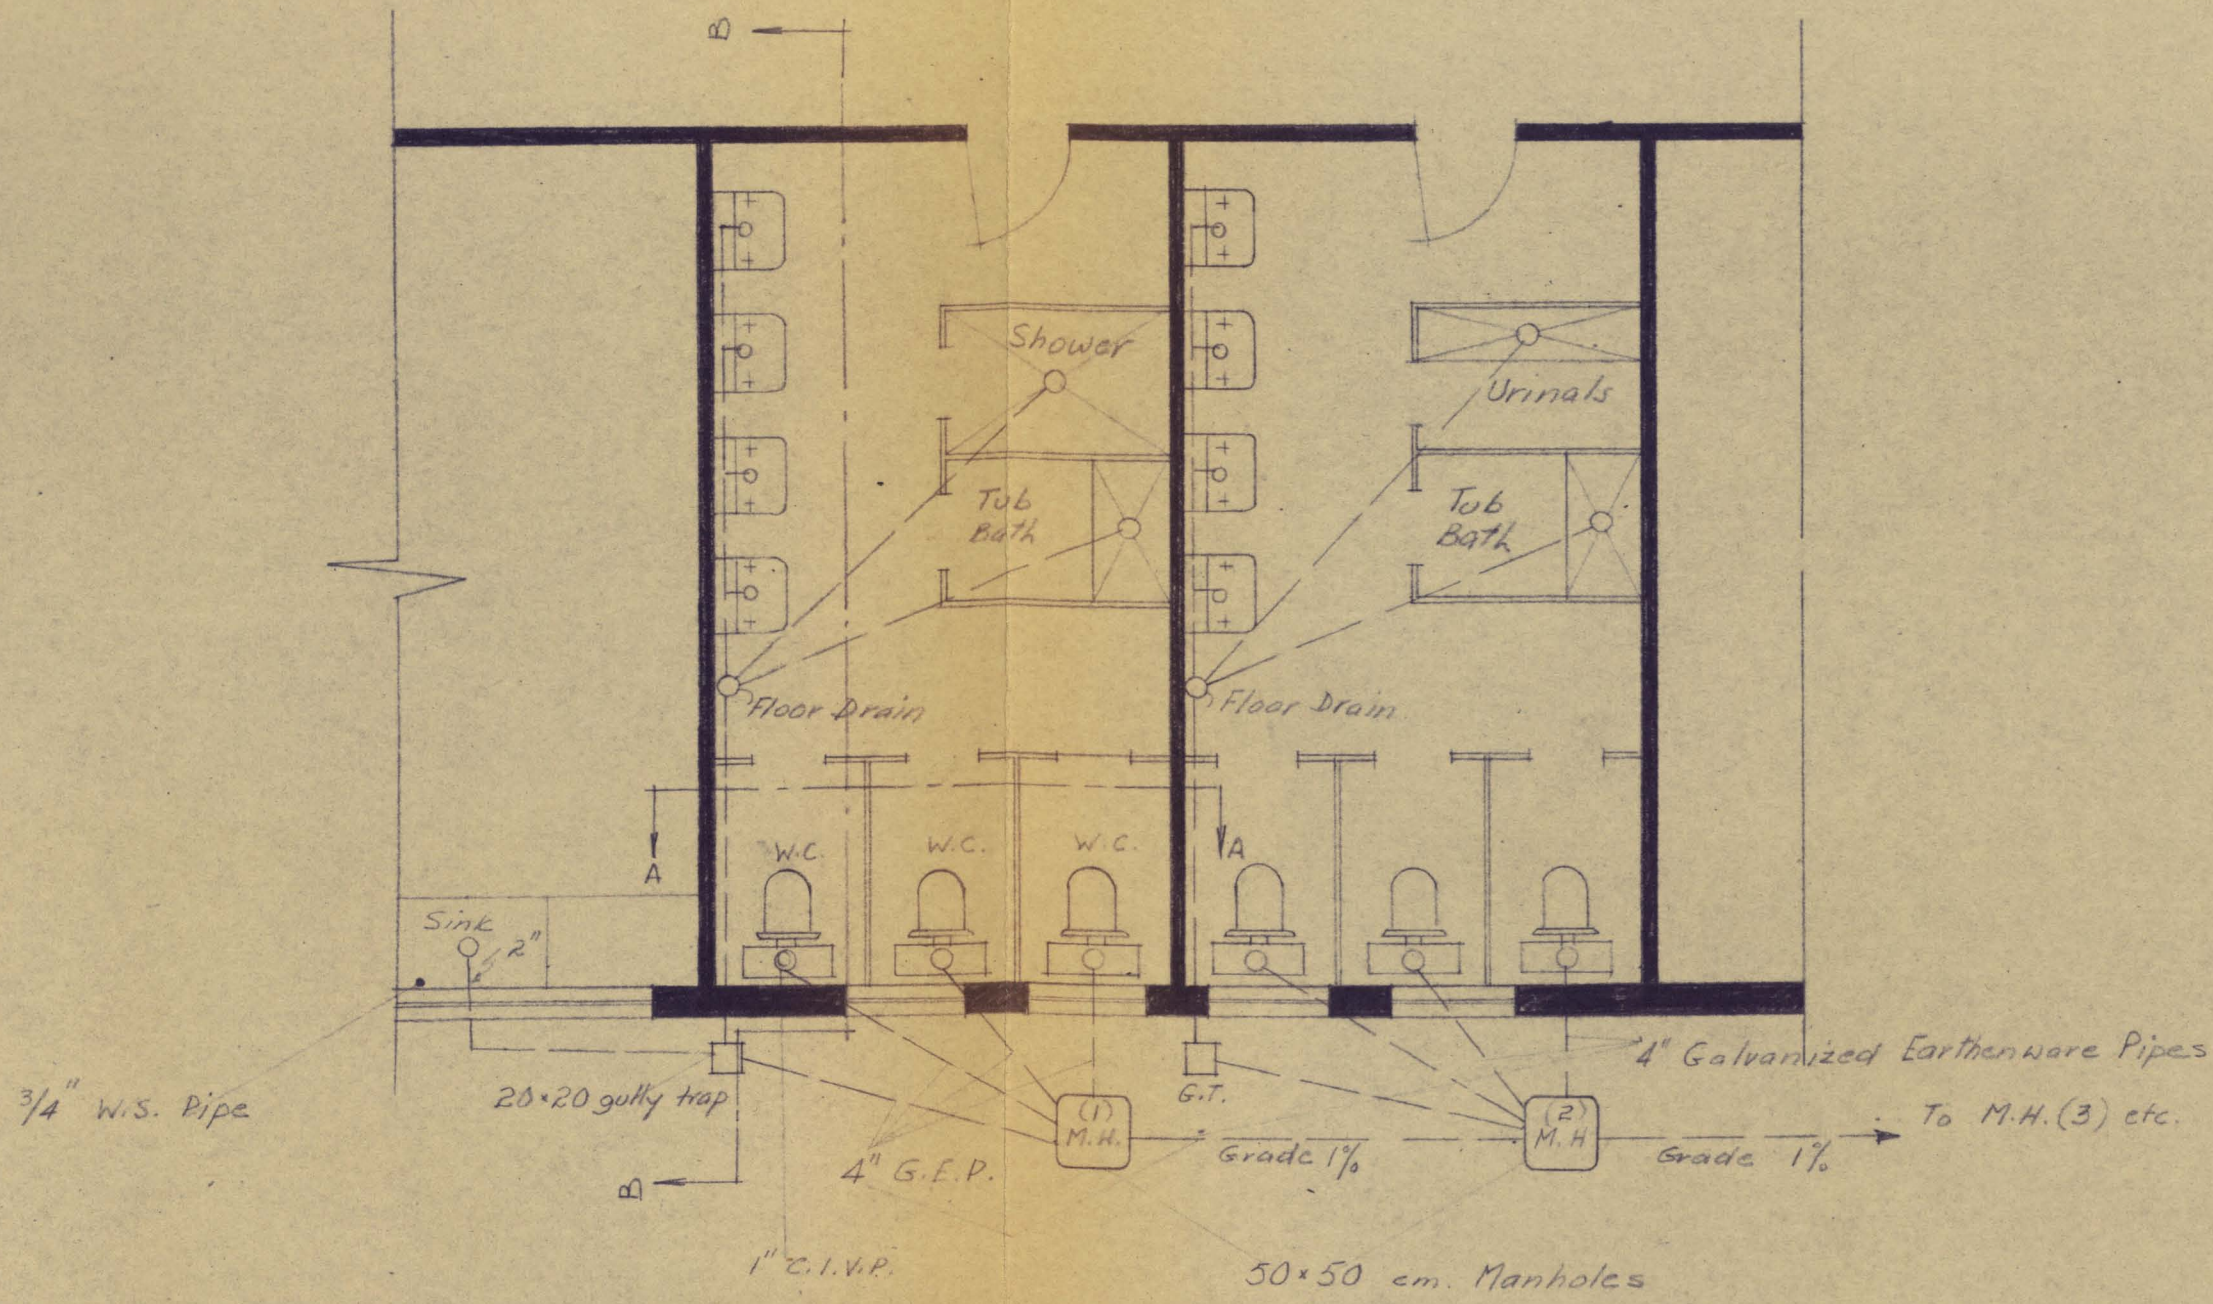 B
Shower
Urinals
Tub
Bath
Tub
Bath
Floor Drain
Floor Drain
W.C.
W.C.
W.C.
A
A
Sink
2"
3/4" W.S. Pipe
20×20 gully trap
G.T.
4" Galvanized Earthenware Pipes
(1)
M.H.
(2)
M.H
To M.H.(3) etc.
Grade 1%
Grade 1%
4" G.E.P.
B
1" C.I.V.P.
50×50 cm. Manholes